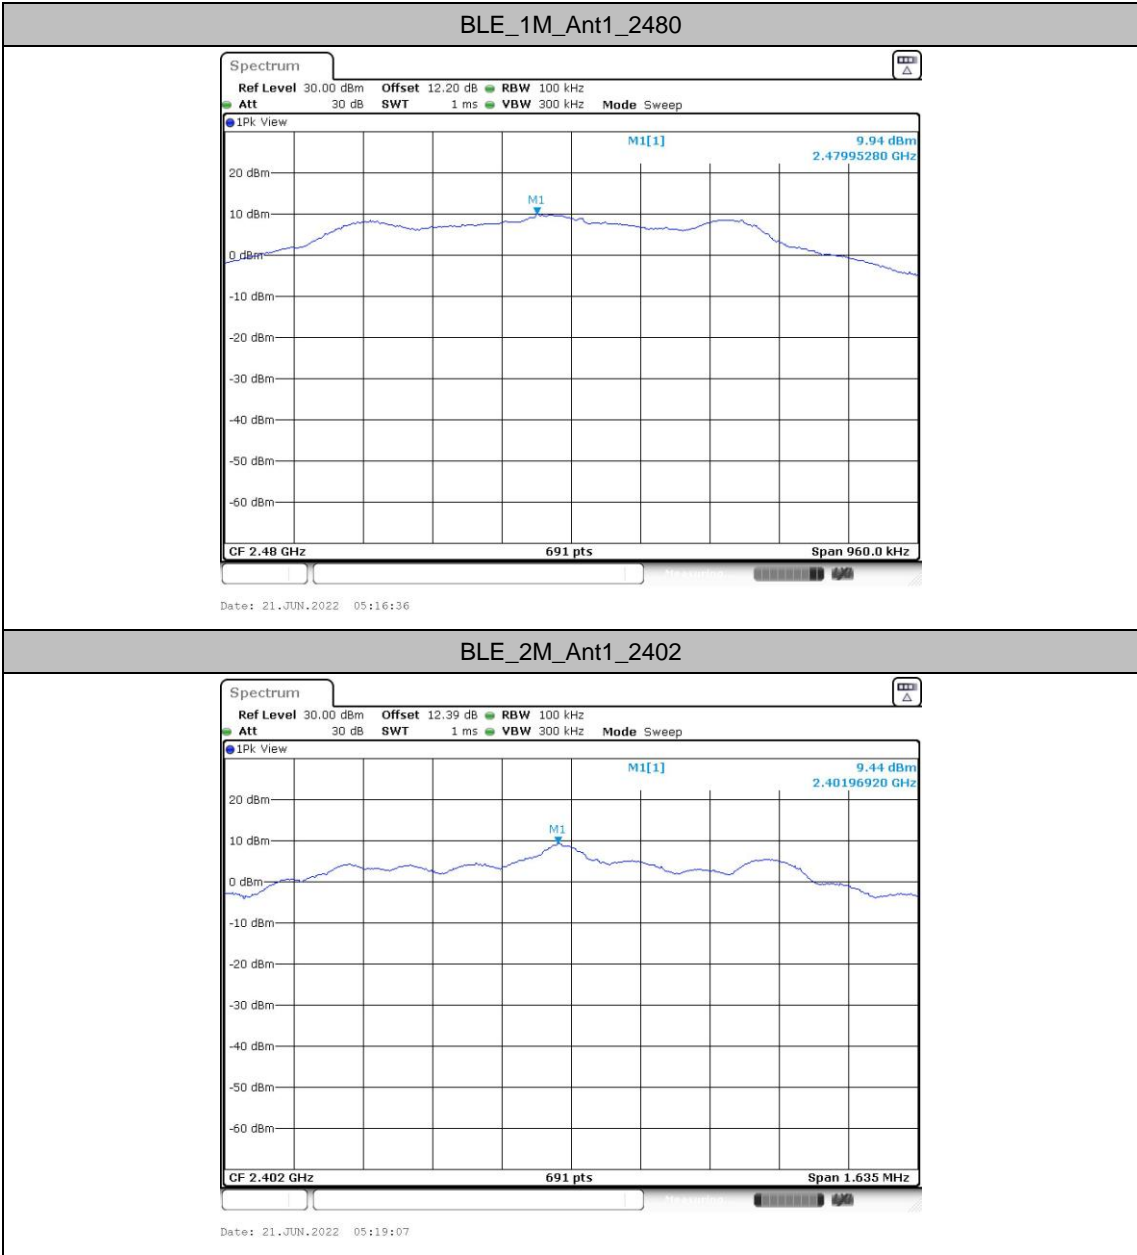 BLE_1M_Ant1_2480
Spectrum
Ref Level 30.00 dBm Offset 12.20 dB RBW 100 kHz
Att 30 dB SWT 1 ms VBW 300 kHz Mode Sweep
1Pk View
M1[1] 9.94 dBm
2.47995280 GHz
20 dBm
M1
10 dBm
0 dBm
-10 dBm
-20 dBm
-30 dBm
-40 dBm
-50 dBm
-60 dBm
CF 2.48 GHz 691 pts Span 960.0 kHz
Date: 21.JUN.2022 05:16:36
BLE_2M_Ant1_2402
Spectrum
Ref Level 30.00 dBm Offset 12.39 dB RBW 100 kHz
Att 30 dB SWT 1 ms VBW 300 kHz Mode Sweep
1Pk View
M1[1] 9.44 dBm
2.40196920 GHz
20 dBm
M1
10 dBm
0 dBm
-10 dBm
-20 dBm
-30 dBm
-40 dBm
-50 dBm
-60 dBm
CF 2.402 GHz 691 pts Span 1.635 MHz
Date: 21.JUN.2022 05:19:07